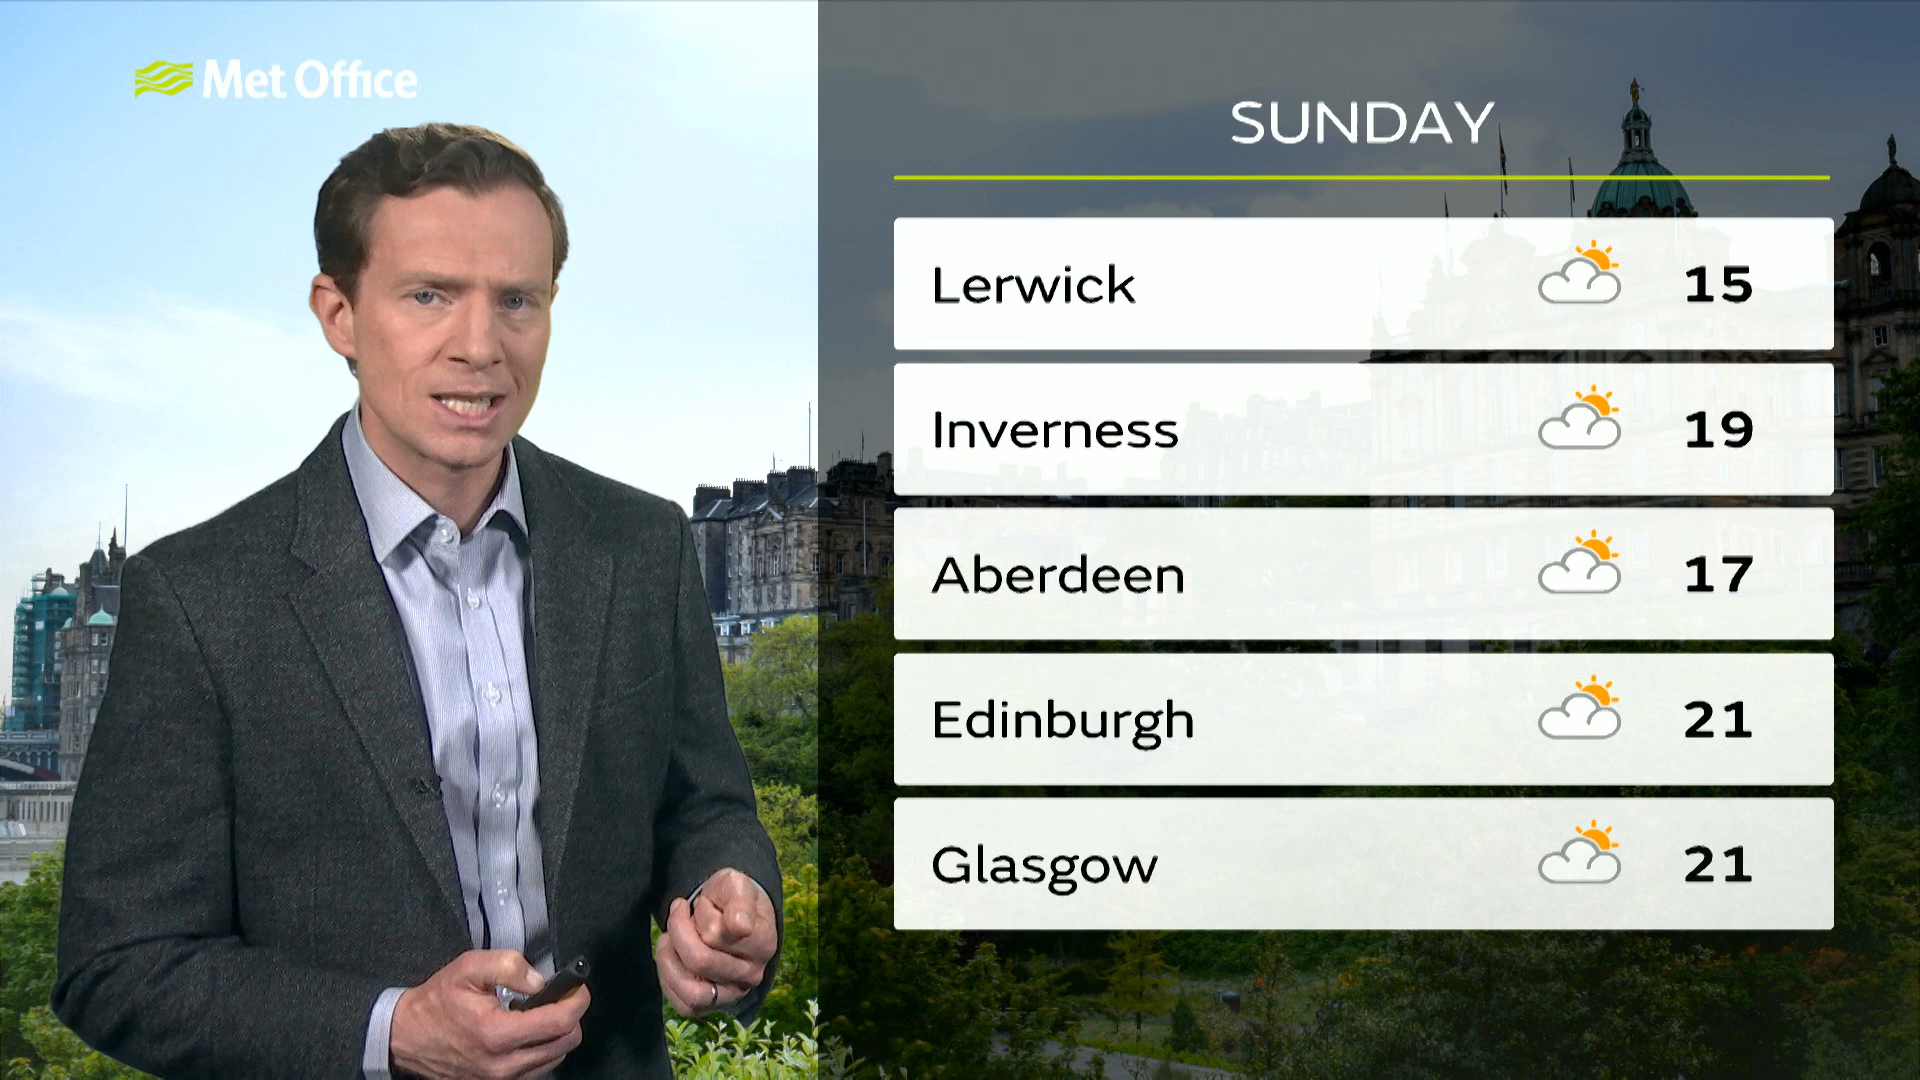 Met Office
SUNDAY
Lerwick 15
Inverness 19
Aberdeen 17
Edinburgh 21
Glasgow 21